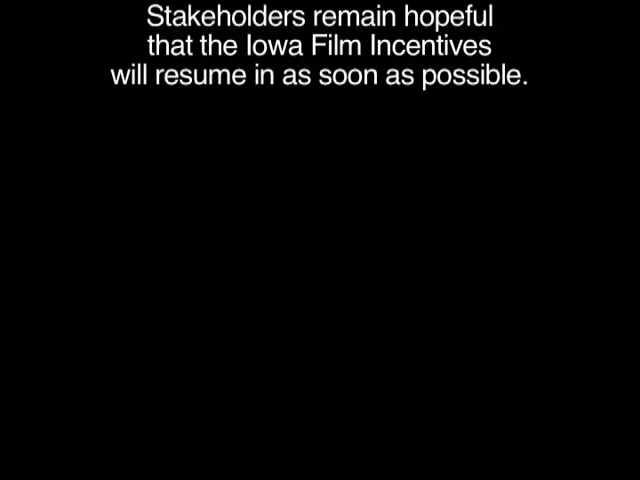 Stakeholders remain hopeful
that the Iowa Film Incentives
will resume in as soon as possible.